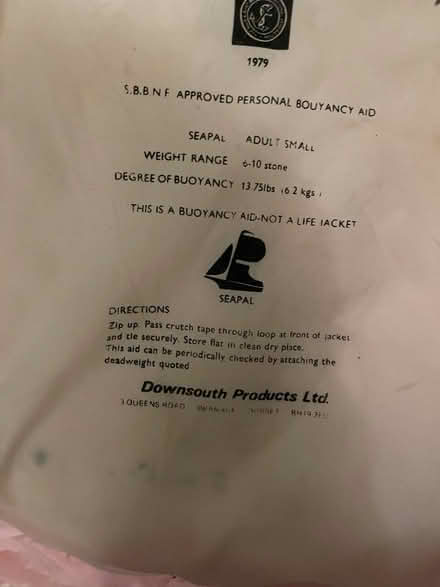 1979
S.B.B.N.F APPROVED PERSONAL BOUYANCY AID
SEAPAL ADULT SMALL
WEIGHT RANGE 6-10 stone
DEGREE OF BUOYANCY 13.75lbs (6.2 kgs)
THIS IS A BUOYANCY AID-NOT A LIFE JACKET
SEAPAL
DIRECTIONS
Zip up. Pass crutch tape through loop at front of jacket
and tie securely. Store flat in clean dry place.
This aid can be periodically checked by attaching the
deadweight quoted
Downsouth Products Ltd.
3 QUEENS ROAD SWANAGE DORSET